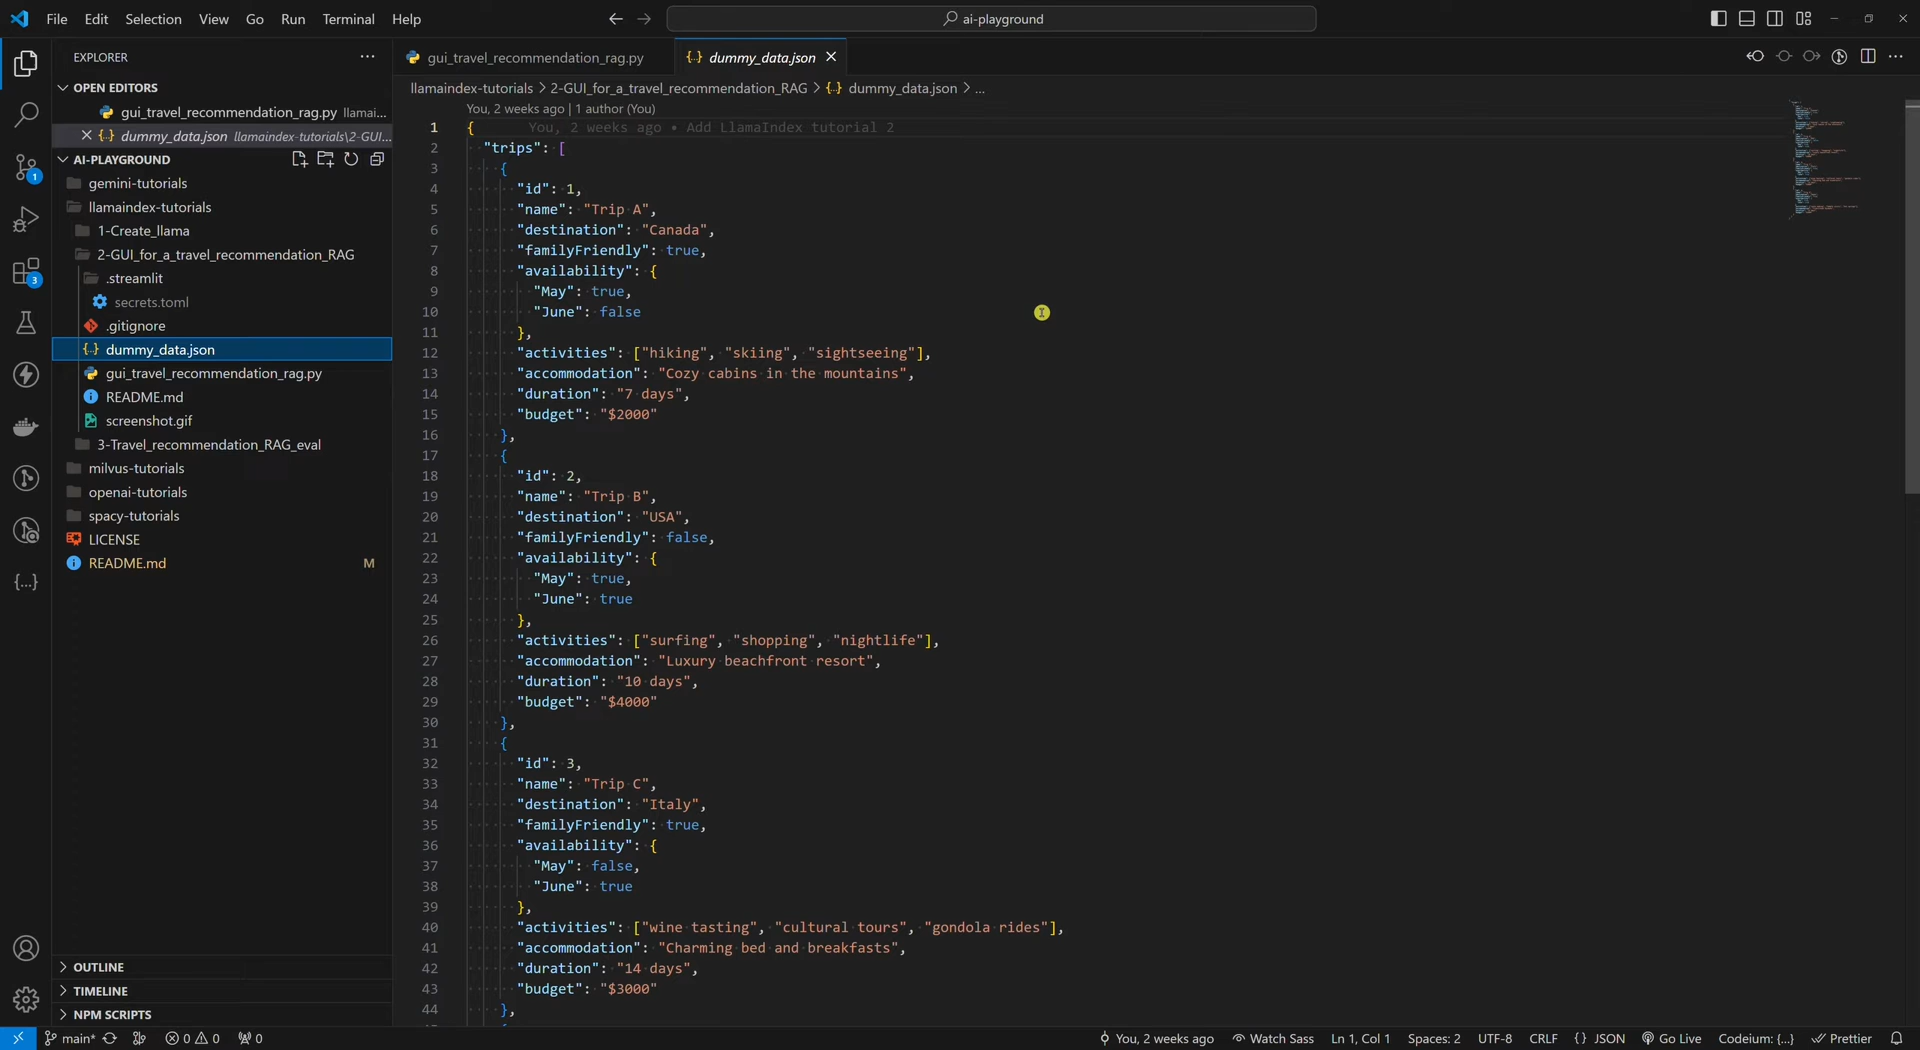 File Edit Selection View Go Run Terminal Help
ai-playground
EXPLORER
gui_travel_recommendation_rag.py
dummy_data.json
OPEN EDITORS
gui_travel_recommendation_rag.py llamai...
dummy_data.json llamaindex-tutorials\2-GUI...
AI-PLAYGROUND
gemini-tutorials
llamaindex-tutorials
1-Create_llama
2-GUI_for_a_travel_recommendation_RAG
.streamlit
secrets.toml
.gitignore
dummy_data.json
gui_travel_recommendation_rag.py
README.md
screenshot.gif
3-Travel_recommendation_RAG_eval
milvus-tutorials
openai-tutorials
spacy-tutorials
LICENSE
README.md M
OUTLINE
TIMELINE
NPM SCRIPTS
1
3
llamaindex-tutorials > 2-GUI_for_a_travel_recommendation_RAG > {} dummy_data.json > ...
You, 2 weeks ago | 1 author (You)
1 { You, 2 weeks ago • Add LlamaIndex tutorial 2
2 "trips": [
3 {
4 "id": 1,
5 "name": "Trip A",
6 "destination": "Canada",
7 "familyFriendly": true,
8 "availability": {
9 "May": true,
10 "June": false
11 },
12 "activities": ["hiking", "skiing", "sightseeing"],
13 "accommodation": "Cozy cabins in the mountains",
14 "duration": "7 days",
15 "budget": "$2000"
16 },
17 {
18 "id": 2,
19 "name": "Trip B",
20 "destination": "USA",
21 "familyFriendly": false,
22 "availability": {
23 "May": true,
24 "June": true
25 },
26 "activities": ["surfing", "shopping", "nightlife"],
27 "accommodation": "Luxury beachfront resort",
28 "duration": "10 days",
29 "budget": "$4000"
30 },
31 {
32 "id": 3,
33 "name": "Trip C",
34 "destination": "Italy",
35 "familyFriendly": true,
36 "availability": {
37 "May": false,
38 "June": true
39 },
40 "activities": ["wine tasting", "cultural tours", "gondola rides"],
41 "accommodation": "Charming bed and breakfasts",
42 "duration": "14 days",
43 "budget": "$3000"
44 },
main* 0 0 0 You, 2 weeks ago Watch Sass Ln 1, Col 1 Spaces: 2 UTF-8 CRLF {} JSON Go Live Codeium: {...} Prettier